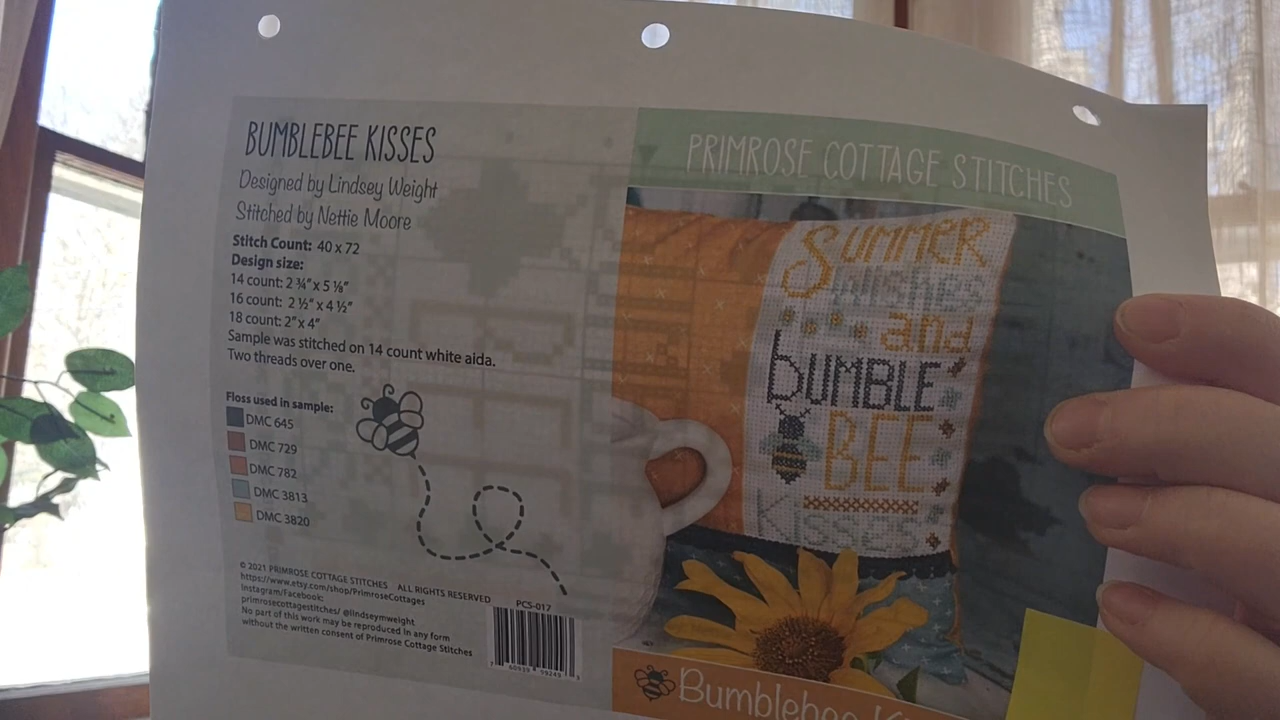 BUMBLEBEE KISSES
Designed by Lindsey Weight
Stitched by Nettie Moore
Stitch Count: 40 x 72
Design size:
14 count: 2 ¾" x 5 ⅛"
16 count: 2 ½" x 4 ½"
18 count: 2" x 4"
Sample was stitched on 14 count white aida.
Two threads over one.
Floss used in sample:
DMC 645
DMC 729
DMC 782
DMC 3813
DMC 3820
© 2021 PRIMROSE COTTAGE STITCHES ALL RIGHTS RESERVED
https://www.etsy.com/shop/PrimroseCottages
Instagram/Facebook:
primrosecottagestitches/ @lindseymweight
No part of this work may be reproduced in any form
without the written consent of Primrose Cottage Stitches
PCS-017
PRIMROSE COTTAGE STITCHES
SUMMER
Wishes
and
bUMBLE
BEE
Kisses
Bumblebee